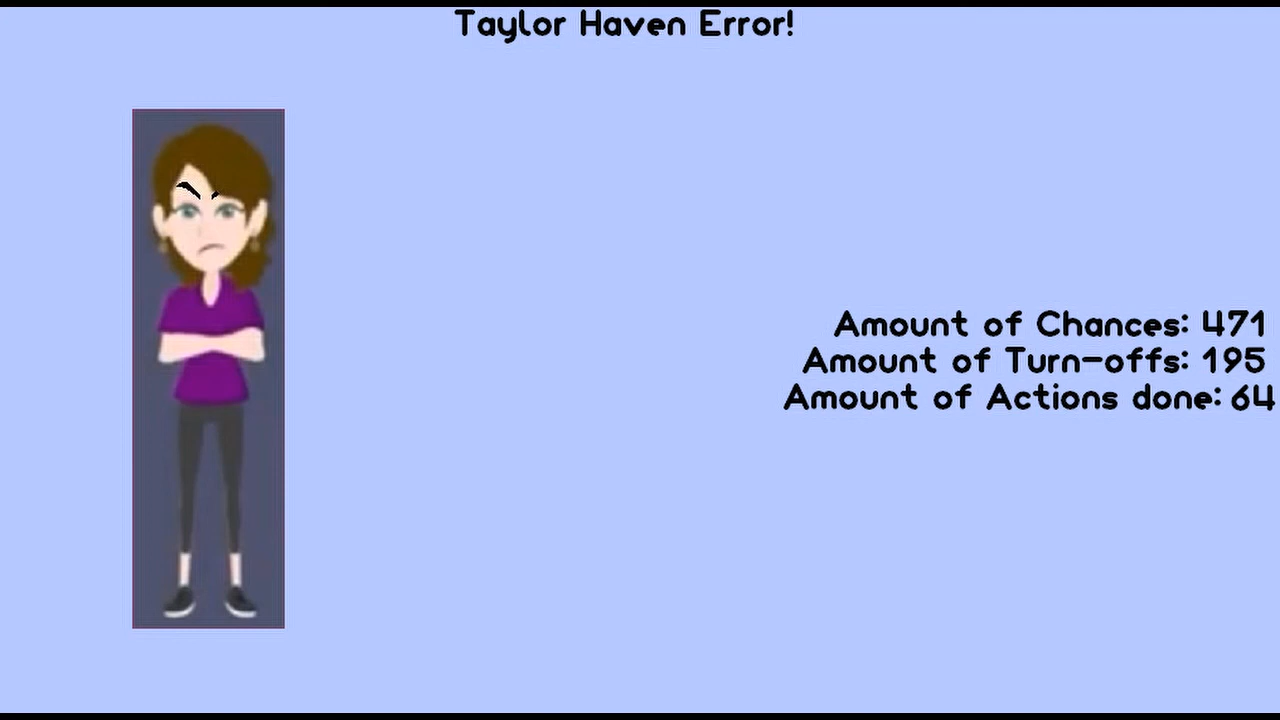 Taylor Haven Error!
Amount of Chances: 471
Amount of Turn-offs: 195
Amount of Actions done: 64